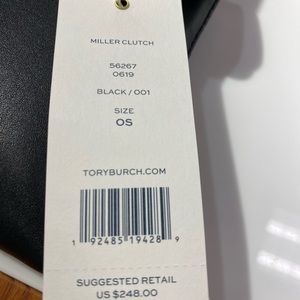 MILLER CLUTCH
56267
0619
BLACK / 001
SIZE
OS
TORYBURCH.COM
1 92485 19428 9
SUGGESTED RETAIL
US $248.00